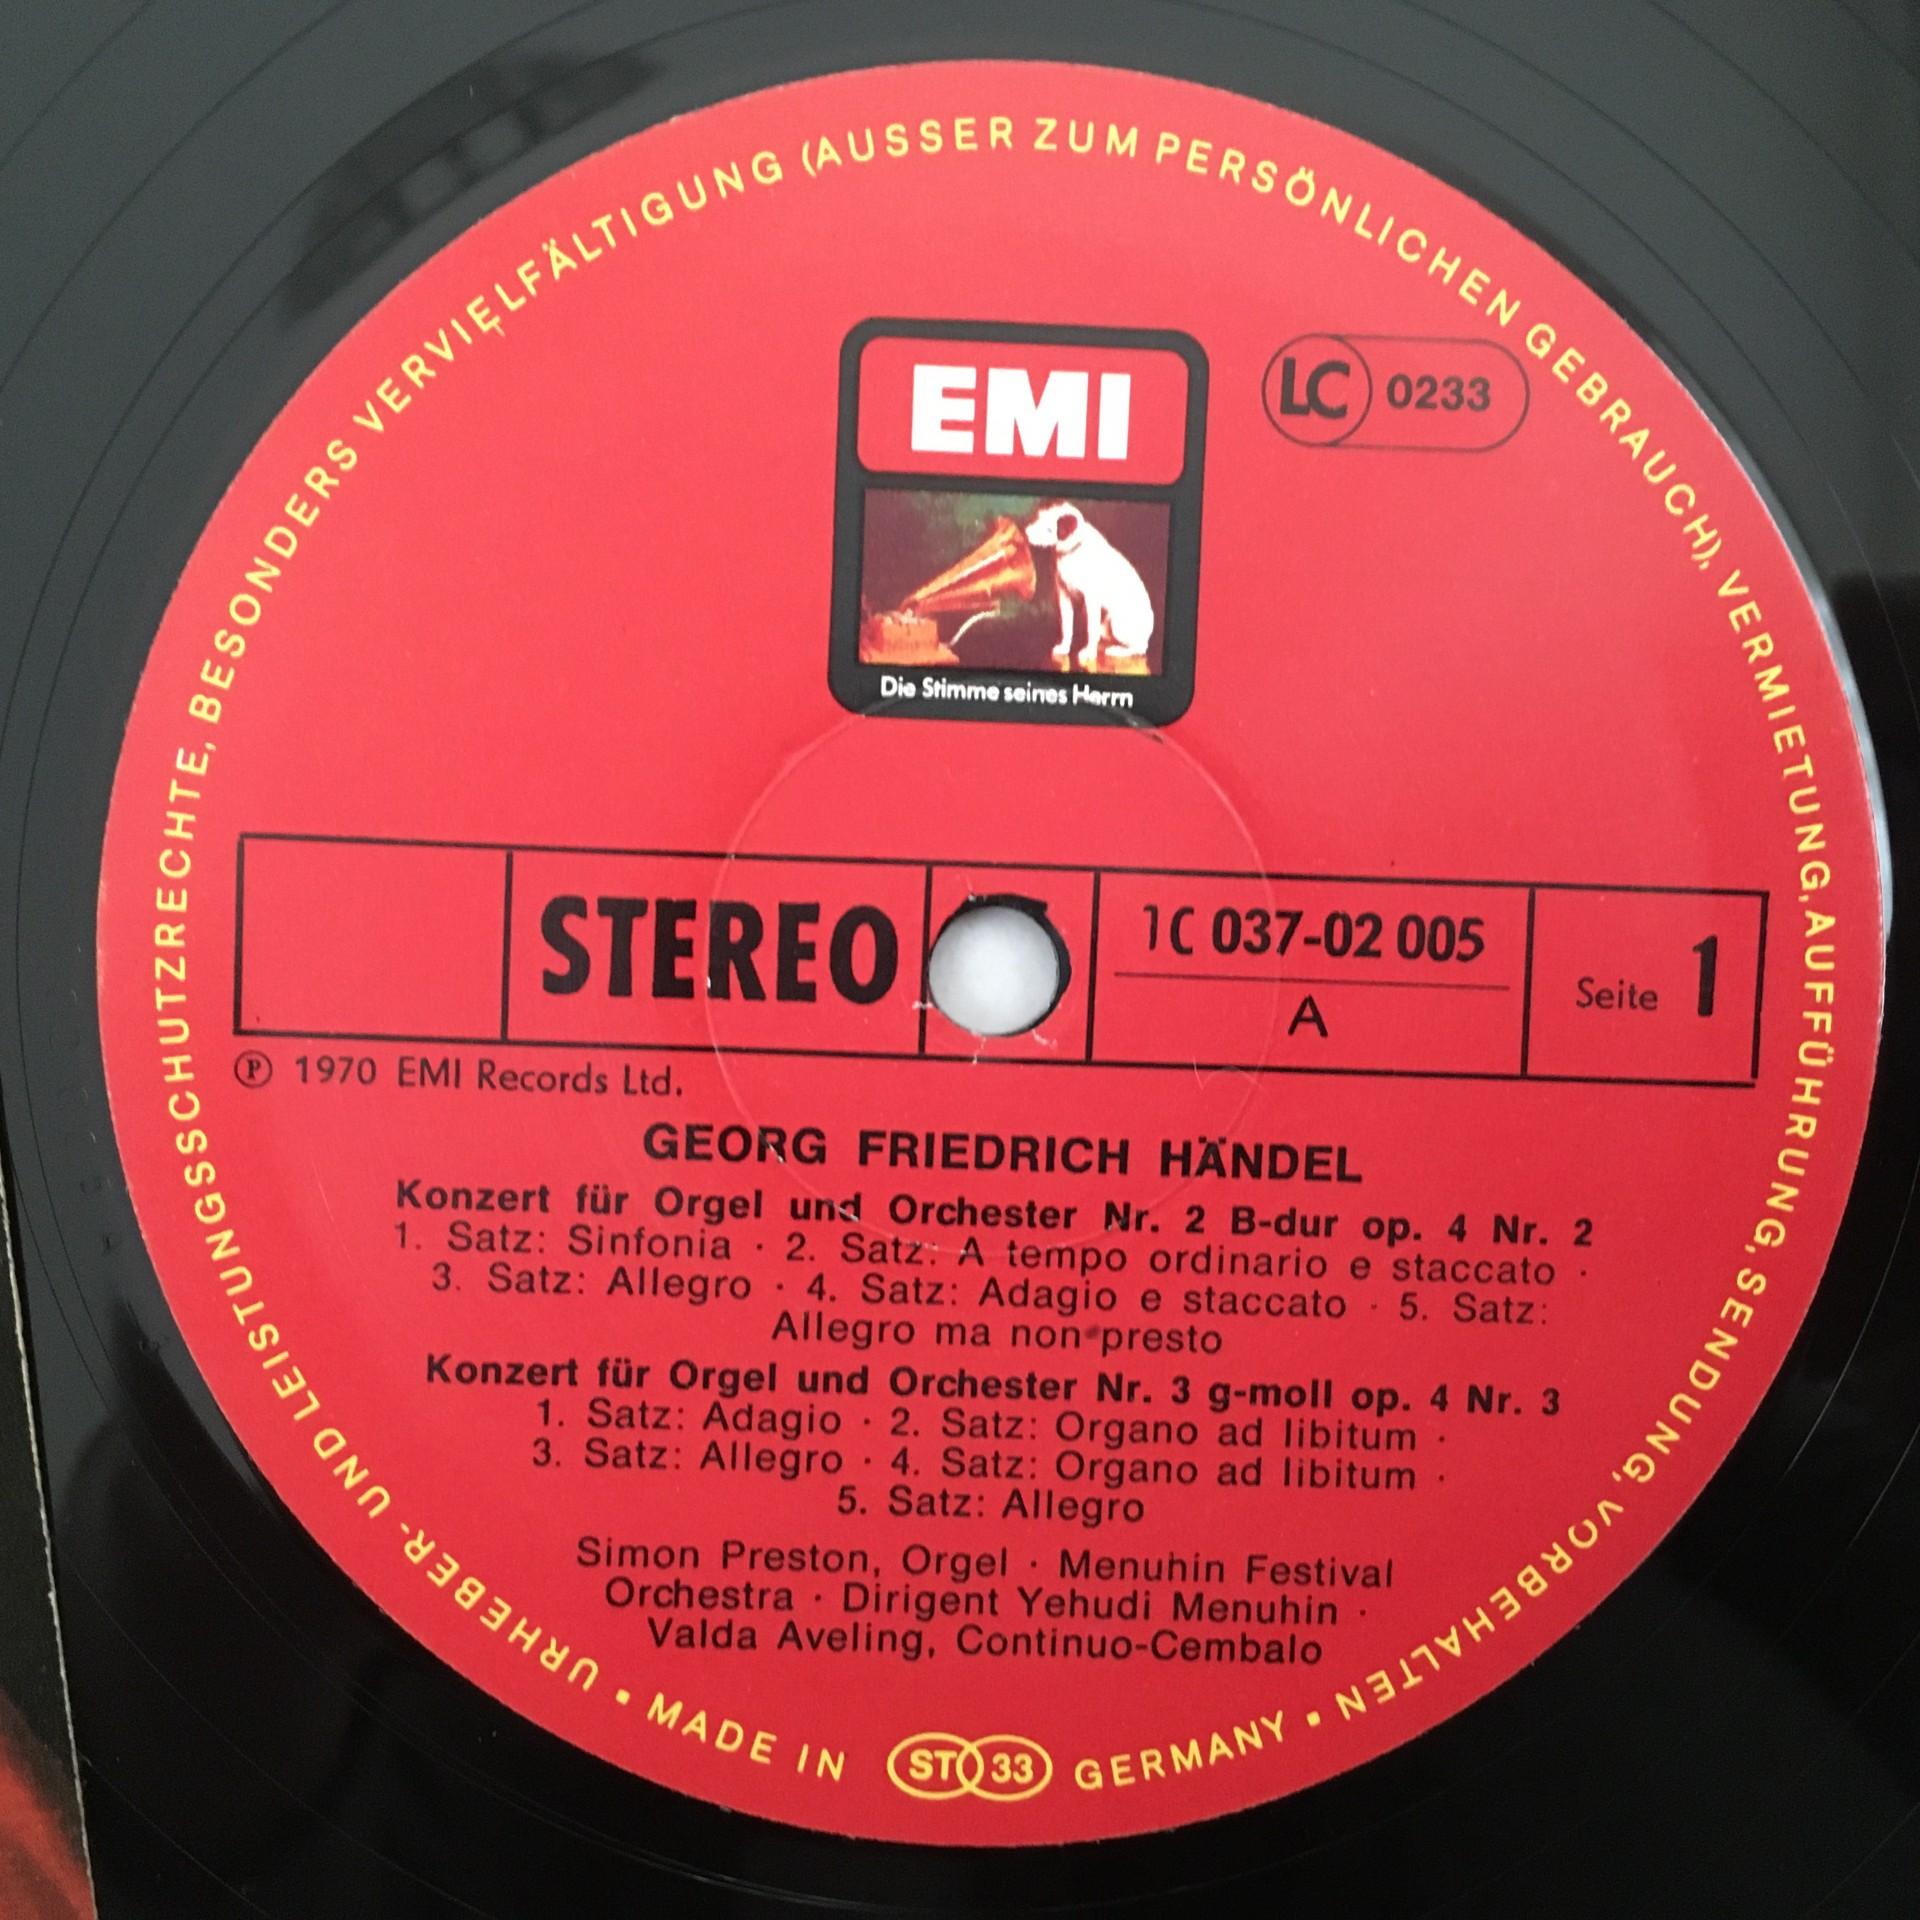 URHEBER- UND LEISTUNGSSCHUTZRECHTE, BESONDERS VERVIELFÄLTIGUNG (AUSSER ZUM PERSÖNLICHEN GEBRAUCH), VERMIETUNG, AUFFÜHRUNG, SENDUNG, VORBEHALTEN •
EMI
LC 0233
Die Stimme seines Herrn
STEREO
1C 037-02 005
A
Seite 1
Ⓟ 1970 EMI Records Ltd.
GEORG FRIEDRICH HÄNDEL
Konzert für Orgel und Orchester Nr. 2 B-dur op. 4 Nr. 2
1. Satz: Sinfonia · 2. Satz: A tempo ordinario e staccato ·
3. Satz: Allegro · 4. Satz: Adagio e staccato · 5. Satz:
Allegro ma non presto
Konzert für Orgel und Orchester Nr. 3 g-moll op. 4 Nr. 3
1. Satz: Adagio · 2. Satz: Organo ad libitum ·
3. Satz: Allegro · 4. Satz: Organo ad libitum ·
5. Satz: Allegro
Simon Preston, Orgel · Menuhin Festival
Orchestra · Dirigent Yehudi Menuhin ·
Valda Aveling, Continuo-Cembalo
• MADE IN ST 33 GERMANY •